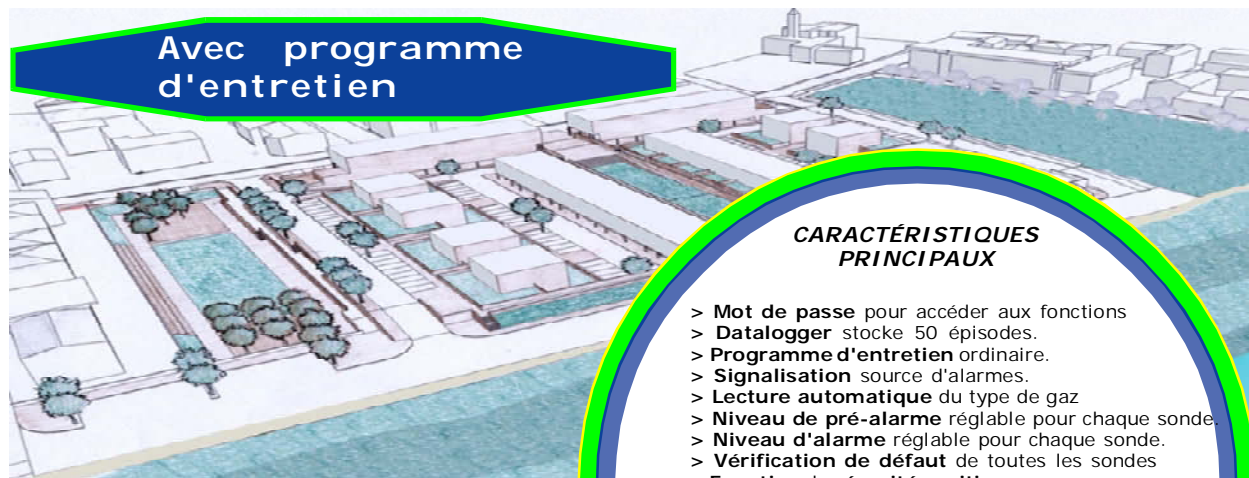 Avec programme
d'entretien
CARACTÉRISTIQUES
PRINCIPAUX
> Mot de passe pour accéder aux fonctions
> Datalogger stocke 50 épisodes.
> Programme d'entretien ordinaire.
> Signalisation source d'alarmes.
> Lecture automatique du type de gaz
> Niveau de pré-alarme réglable pour chaque sonde.
> Niveau d'alarme réglable pour chaque sonde.
> Vérification de défaut de toutes les sondes